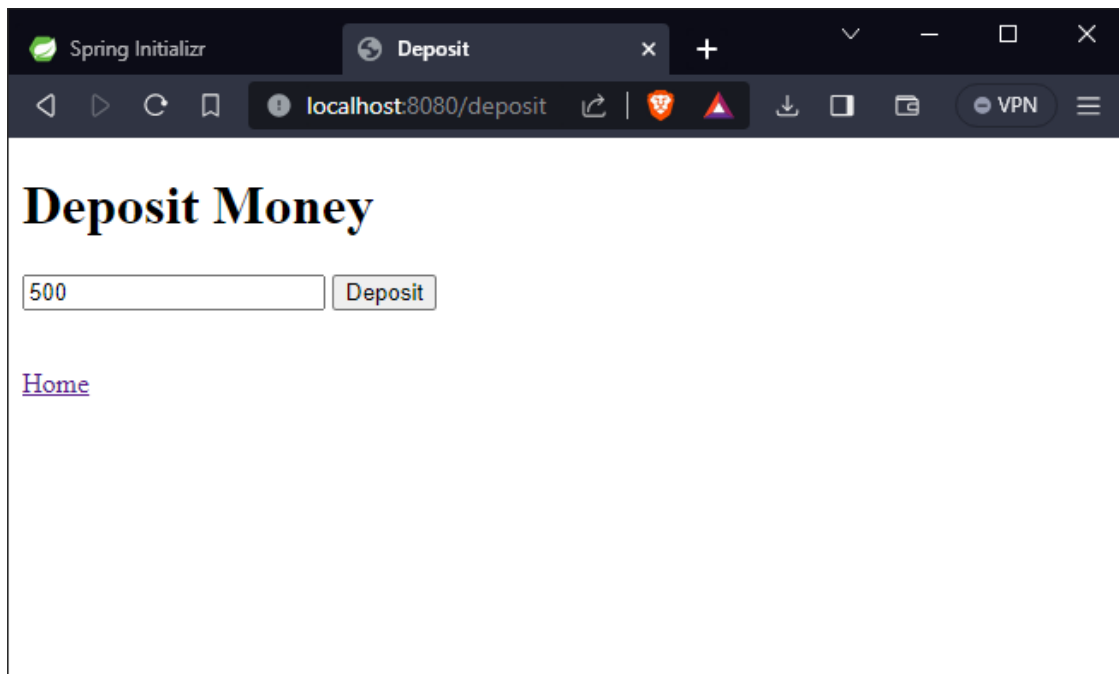 Spring Initializr
Deposit
localhost:8080/deposit
VPN
Deposit Money
500
Deposit
Home